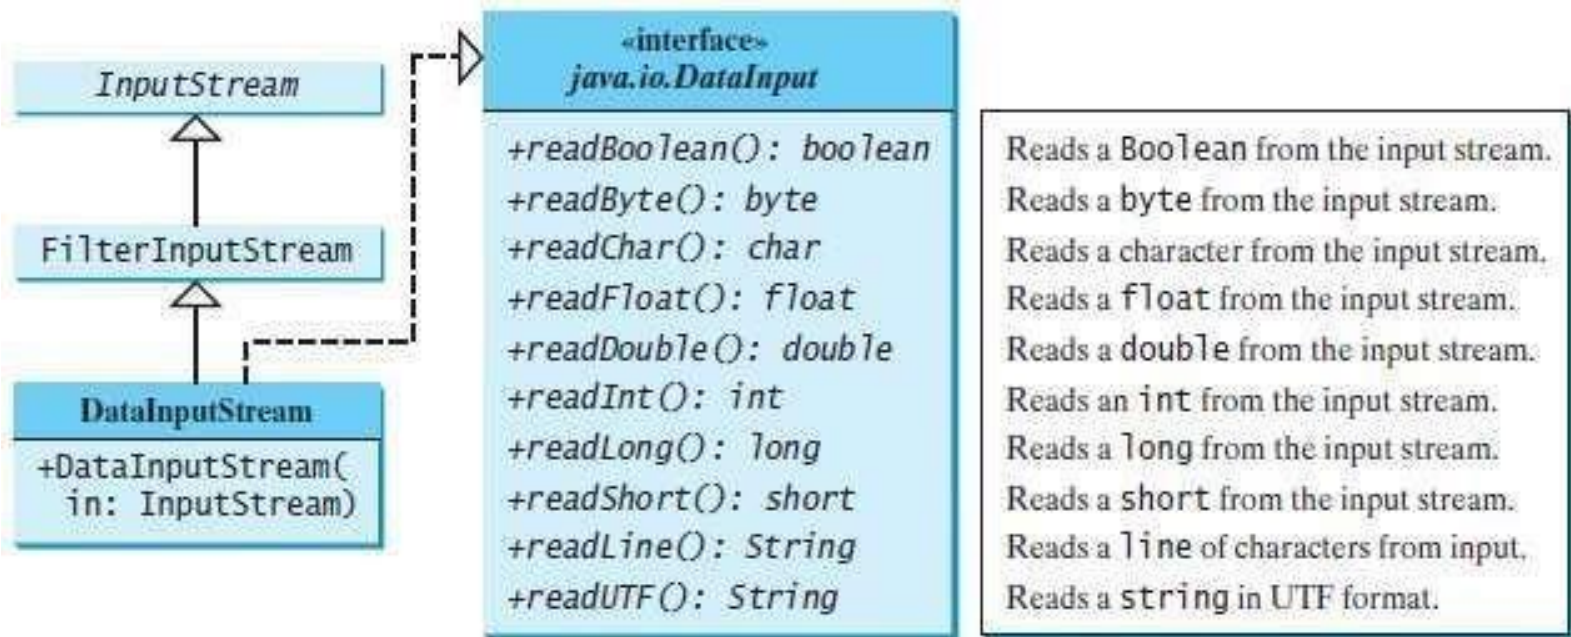 InputStream
FilterInputStream
DataInputStream
+DataInputStream(
in: InputStream)
«interface»
java.io.DataInput
+readBoolean(): boolean
+readByte(): byte
+readChar(): char
+readFloat(): float
+readDouble(): double
+readInt(): int
+readLong(): long
+readShort(): short
+readLine(): String
+readUTF(): String
Reads a Boolean from the input stream.
Reads a byte from the input stream.
Reads a character from the input stream.
Reads a float from the input stream.
Reads a double from the input stream.
Reads an int from the input stream.
Reads a long from the input stream.
Reads a short from the input stream.
Reads a line of characters from input.
Reads a string in UTF format.